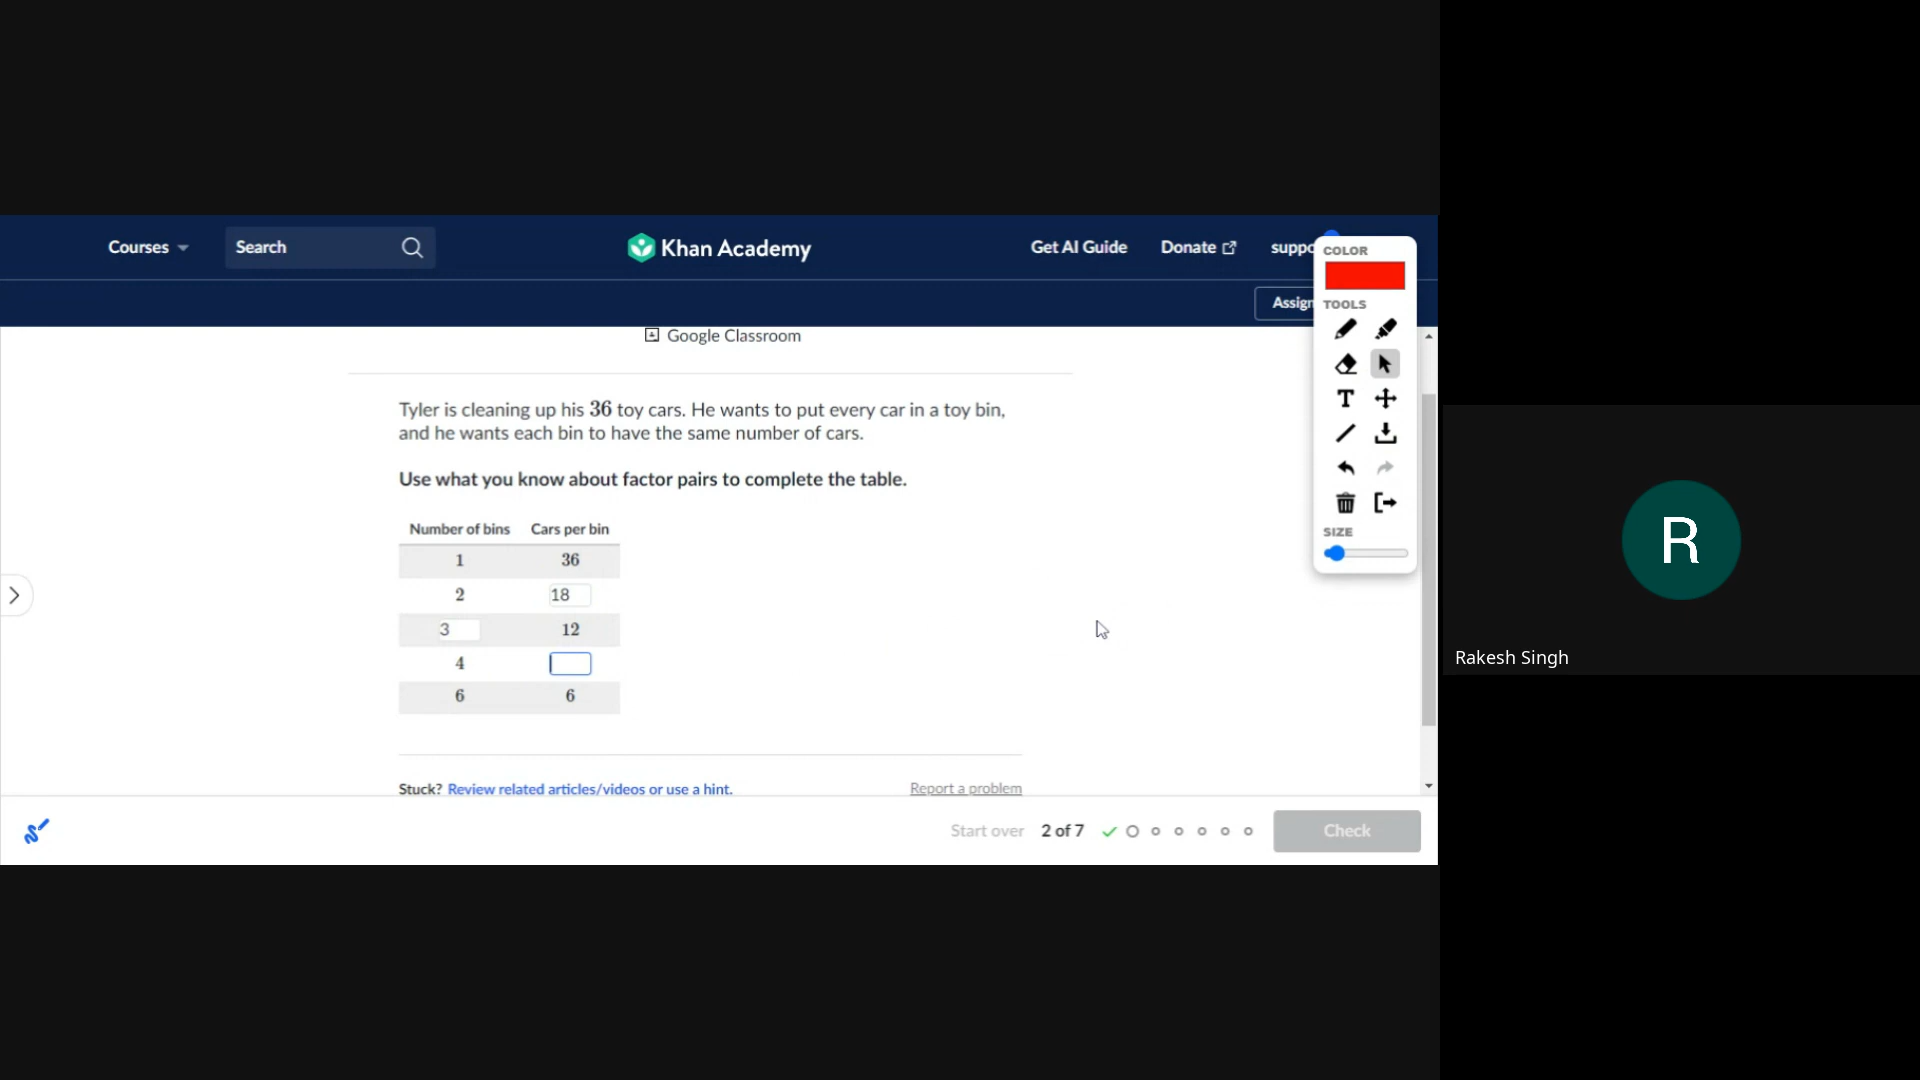 Courses
Search
Khan Academy
Get AI Guide
Donate
suppo
Assign
COLOR
TOOLS
SIZE
Google Classroom
Tyler is cleaning up his 36 toy cars. He wants to put every car in a toy bin,
and he wants each bin to have the same number of cars.
Use what you know about factor pairs to complete the table.
Number of bins Cars per bin
1 36
2 18
3 12
4
6 6
Stuck? Review related articles/videos or use a hint.
Report a problem
Start over 2 of 7
Check
R
Rakesh Singh